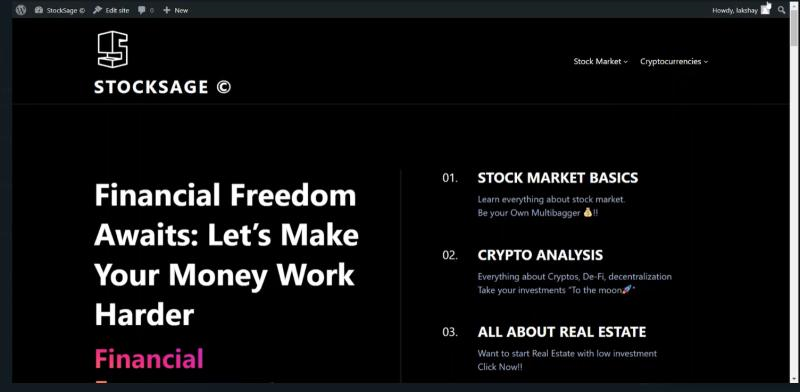 StockSage ©
Edit site
0
New
Howdy, lakshay
STOCKSAGE ©
Stock Market
Cryptocurrencies
Financial Freedom
Awaits: Let's Make
Your Money Work
Harder
Financial
01. STOCK MARKET BASICS
Learn everything about stock market.
Be your Own Multibagger 💰!!
02. CRYPTO ANALYSIS
Everything about Cryptos, De-Fi, decentralization
Take your investments "To the moon🚀"
03. ALL ABOUT REAL ESTATE
Want to start Real Estate with low investment
Click Now!!